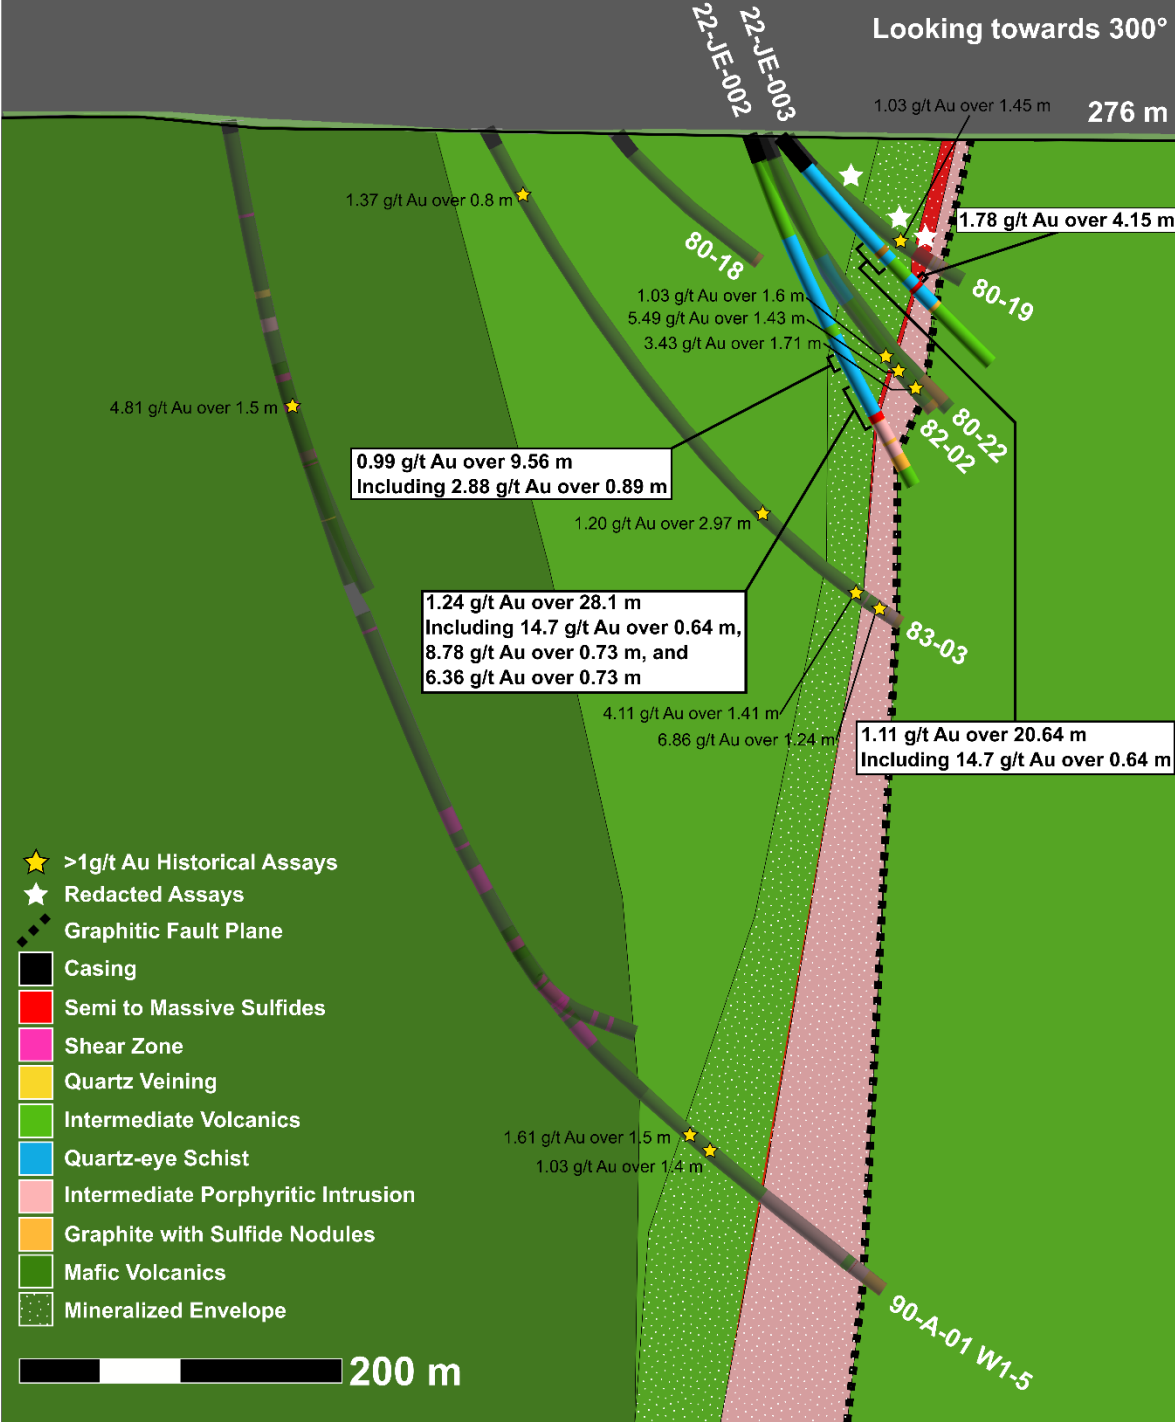 Looking towards 300°
22-JE-002
22-JE-003
1.03 g/t Au over 1.45 m
276 m
1.37 g/t Au over 0.8 m
1.78 g/t Au over 4.15 m
80-18
80-19
1.03 g/t Au over 1.6 m
5.49 g/t Au over 1.43 m
3.43 g/t Au over 1.71 m
4.81 g/t Au over 1.5 m
80-22
82-02
0.99 g/t Au over 9.56 m
Including 2.88 g/t Au over 0.89 m
1.20 g/t Au over 2.97 m
1.24 g/t Au over 28.1 m
Including 14.7 g/t Au over 0.64 m,
8.78 g/t Au over 0.73 m, and
6.36 g/t Au over 0.73 m
83-03
4.11 g/t Au over 1.41 m
6.86 g/t Au over 1.24 m
1.11 g/t Au over 20.64 m
Including 14.7 g/t Au over 0.64 m
>1g/t Au Historical Assays
Redacted Assays
Graphitic Fault Plane
Casing
Semi to Massive Sulfides
Shear Zone
Quartz Veining
Intermediate Volcanics
Quartz-eye Schist
Intermediate Porphyritic Intrusion
Graphite with Sulfide Nodules
Mafic Volcanics
Mineralized Envelope
1.61 g/t Au over 1.5 m
1.03 g/t Au over 1.4 m
90-A-01 W1-5
200 m